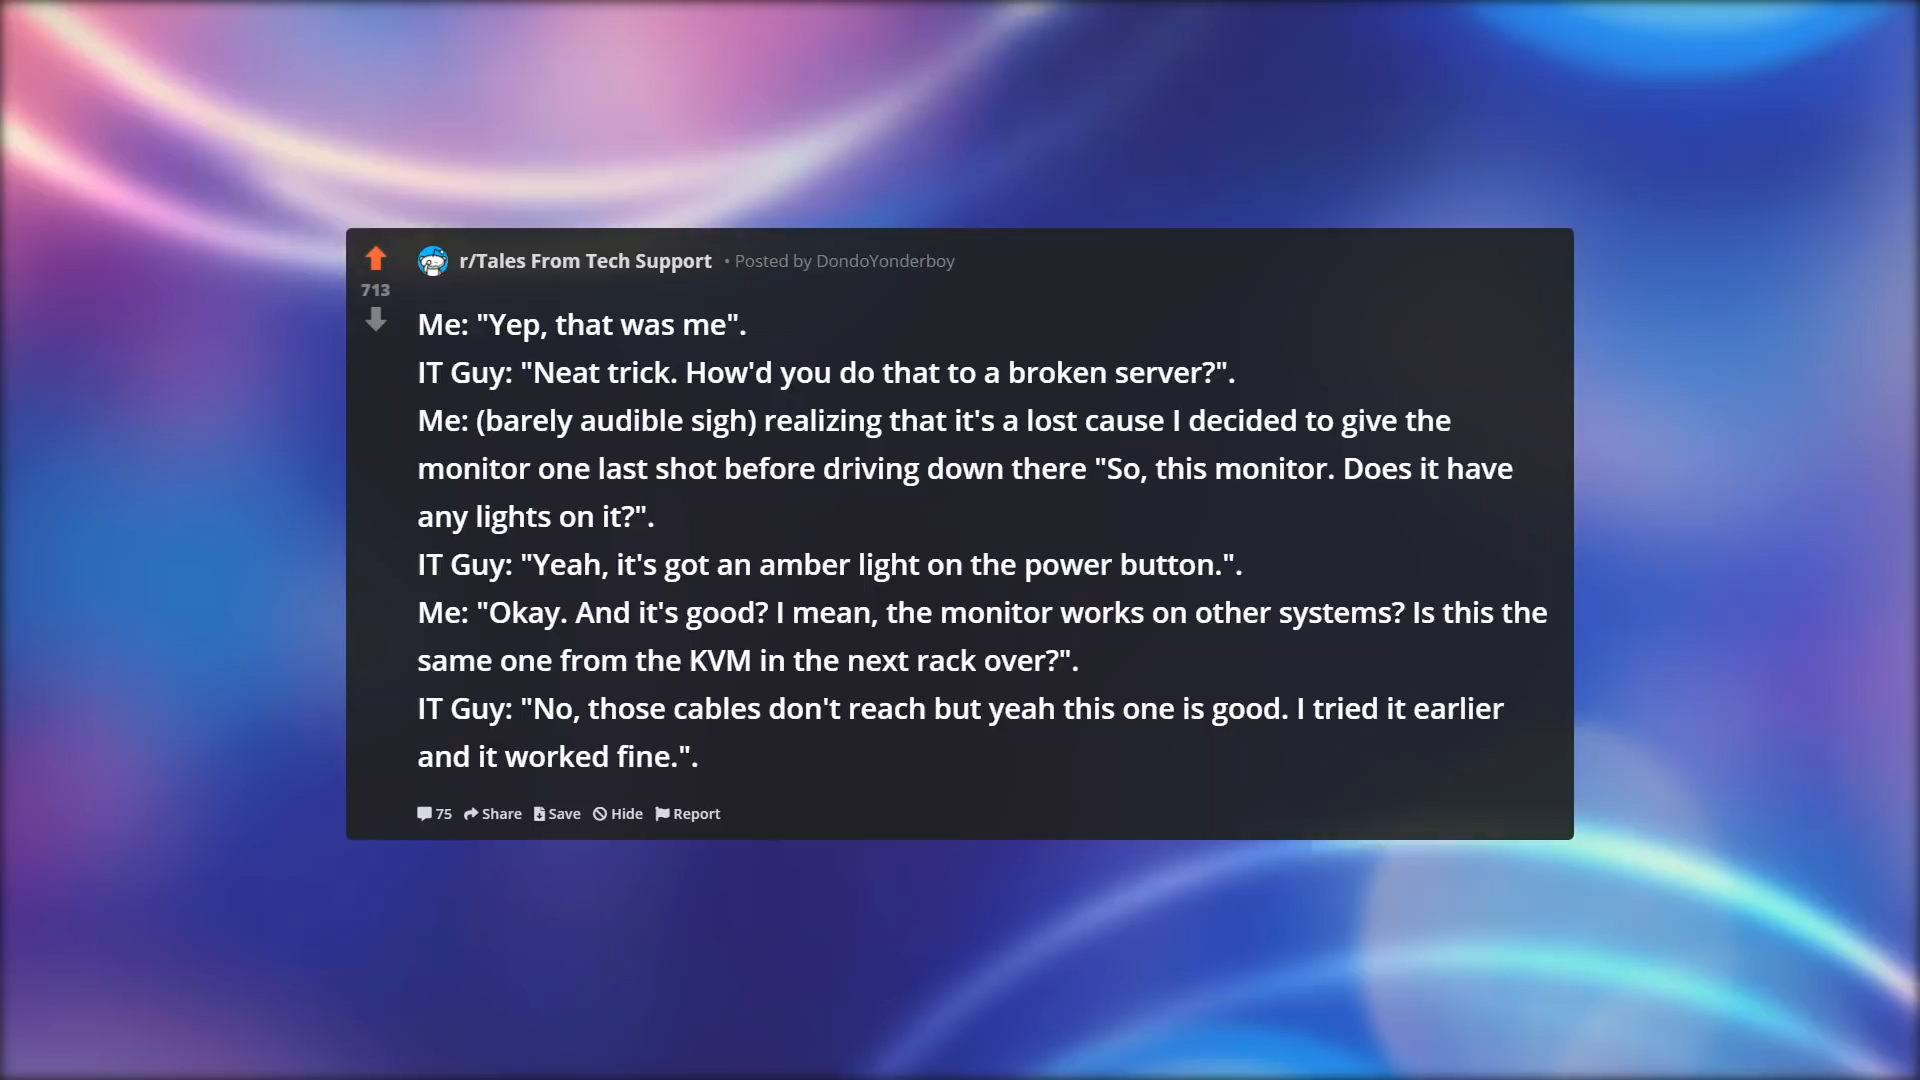 r/Tales From Tech Support • Posted by DondoYonderboy
713
Me: "Yep, that was me".
IT Guy: "Neat trick. How'd you do that to a broken server?".
Me: (barely audible sigh) realizing that it's a lost cause I decided to give the
monitor one last shot before driving down there "So, this monitor. Does it have
any lights on it?".
IT Guy: "Yeah, it's got an amber light on the power button.".
Me: "Okay. And it's good? I mean, the monitor works on other systems? Is this the
same one from the KVM in the next rack over?".
IT Guy: "No, those cables don't reach but yeah this one is good. I tried it earlier
and it worked fine.".
75 Share Save Hide Report